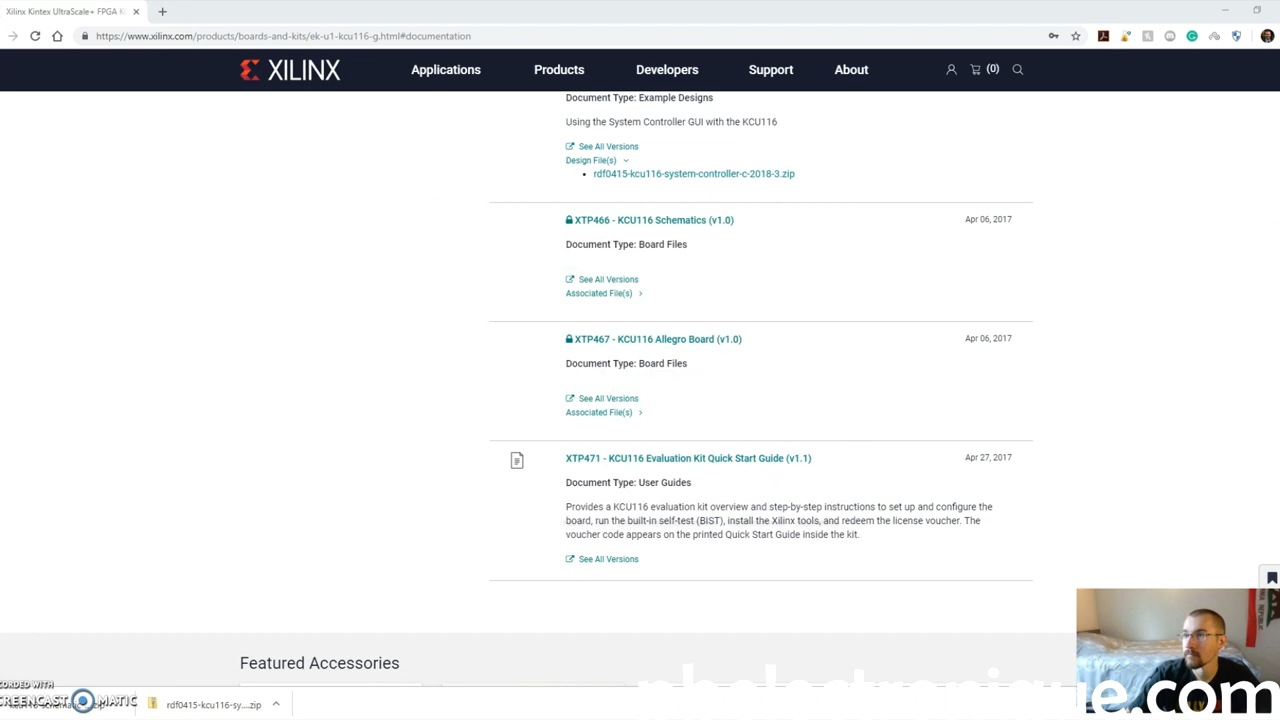 Xilinx Kintex UltraScale+ FPGA K
https://www.xilinx.com/products/boards-and-kits/ek-u1-kcu116-g.html#documentation
XILINX
Applications
Products
Developers
Support
About
(0)
Document Type: Example Designs
Using the System Controller GUI with the KCU116
See All Versions
Design File(s)
• rdf0415-kcu116-system-controller-c-2018-3.zip
XTP466 - KCU116 Schematics (v1.0)
Apr 06, 2017
Document Type: Board Files
See All Versions
Associated File(s)
XTP467 - KCU116 Allegro Board (v1.0)
Apr 06, 2017
Document Type: Board Files
See All Versions
Associated File(s)
XTP471 - KCU116 Evaluation Kit Quick Start Guide (v1.1)
Apr 27, 2017
Document Type: User Guides
Provides a KCU116 evaluation kit overview and step-by-step instructions to set up and configure the
board, run the built-in self-test (BIST), install the Xilinx tools, and redeem the license voucher. The
voucher code appears on the printed Quick Start Guide inside the kit.
See All Versions
Featured Accessories
rdf0415-kcu116-sy....zip